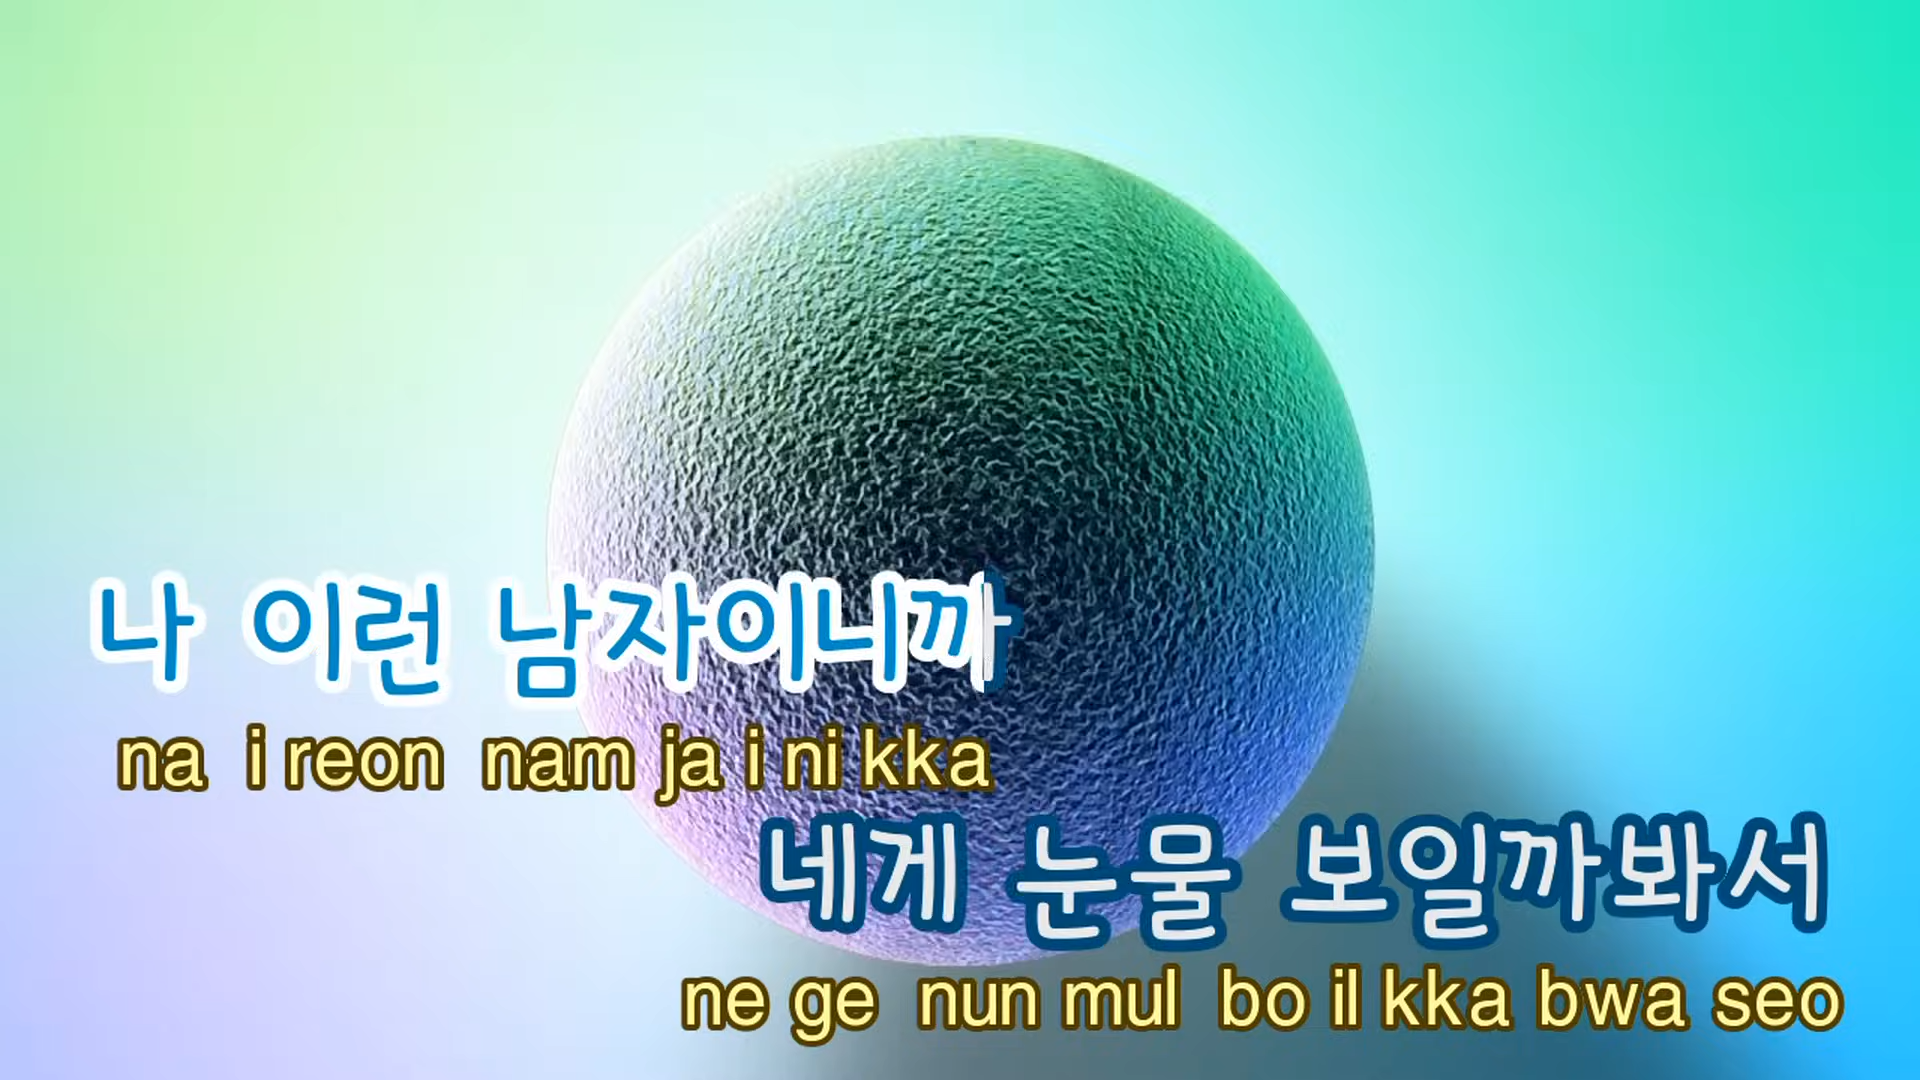 나 이런 남자이니까
na i reon nam ja i ni kka
네게 눈물 보일까봐서
ne ge nun mul bo il kka bwa seo